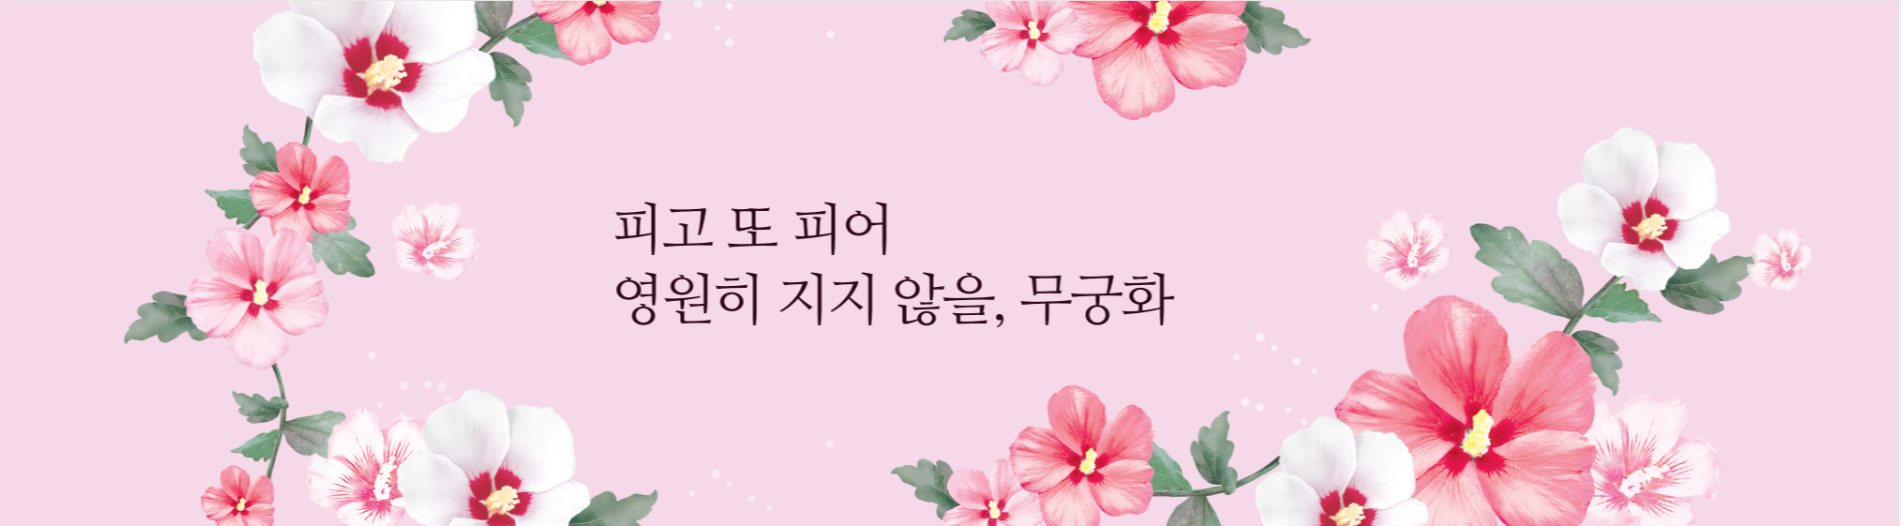 피고 또 피어
영원히 지지 않을, 무궁화